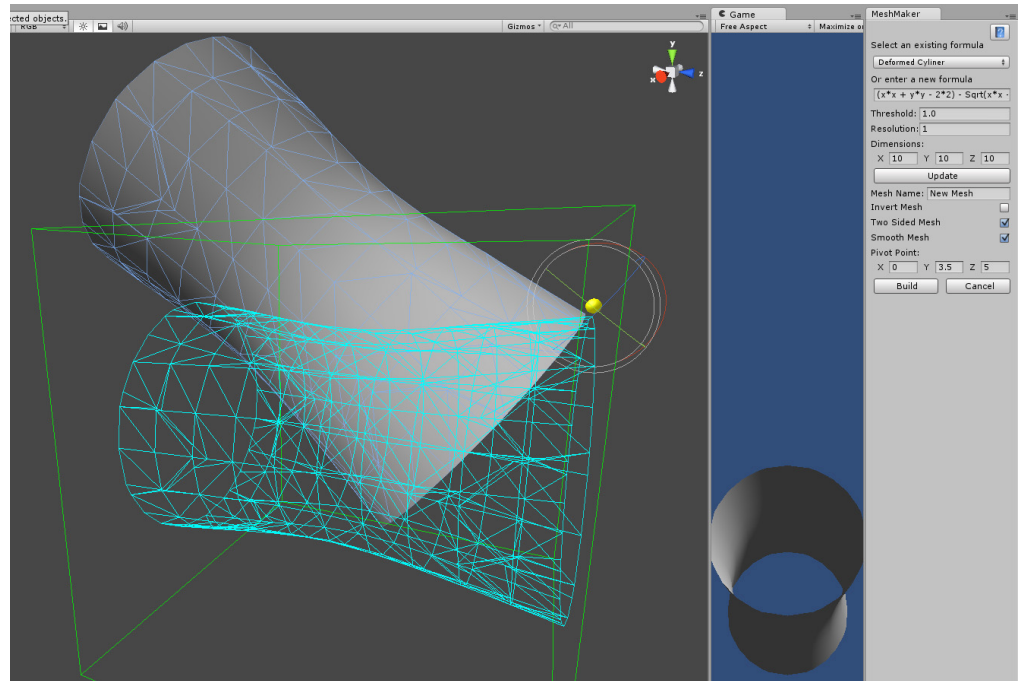 ected objects.
RGB
Gizmos
All
Game
Free Aspect
Maximize o
y
x
z
MeshMaker
Select an existing formula
Deformed Cyliner
Or enter a new formula
(x*x + y*y - 2*2) - Sqrt(x*x -
Threshold: 1.0
Resolution: 1
Dimensions:
X 10 Y 10 Z 10
Update
Mesh Name: New Mesh
Invert Mesh
Two Sided Mesh
Smooth Mesh
Pivot Point:
X 0 Y 3.5 Z 5
Build Cancel